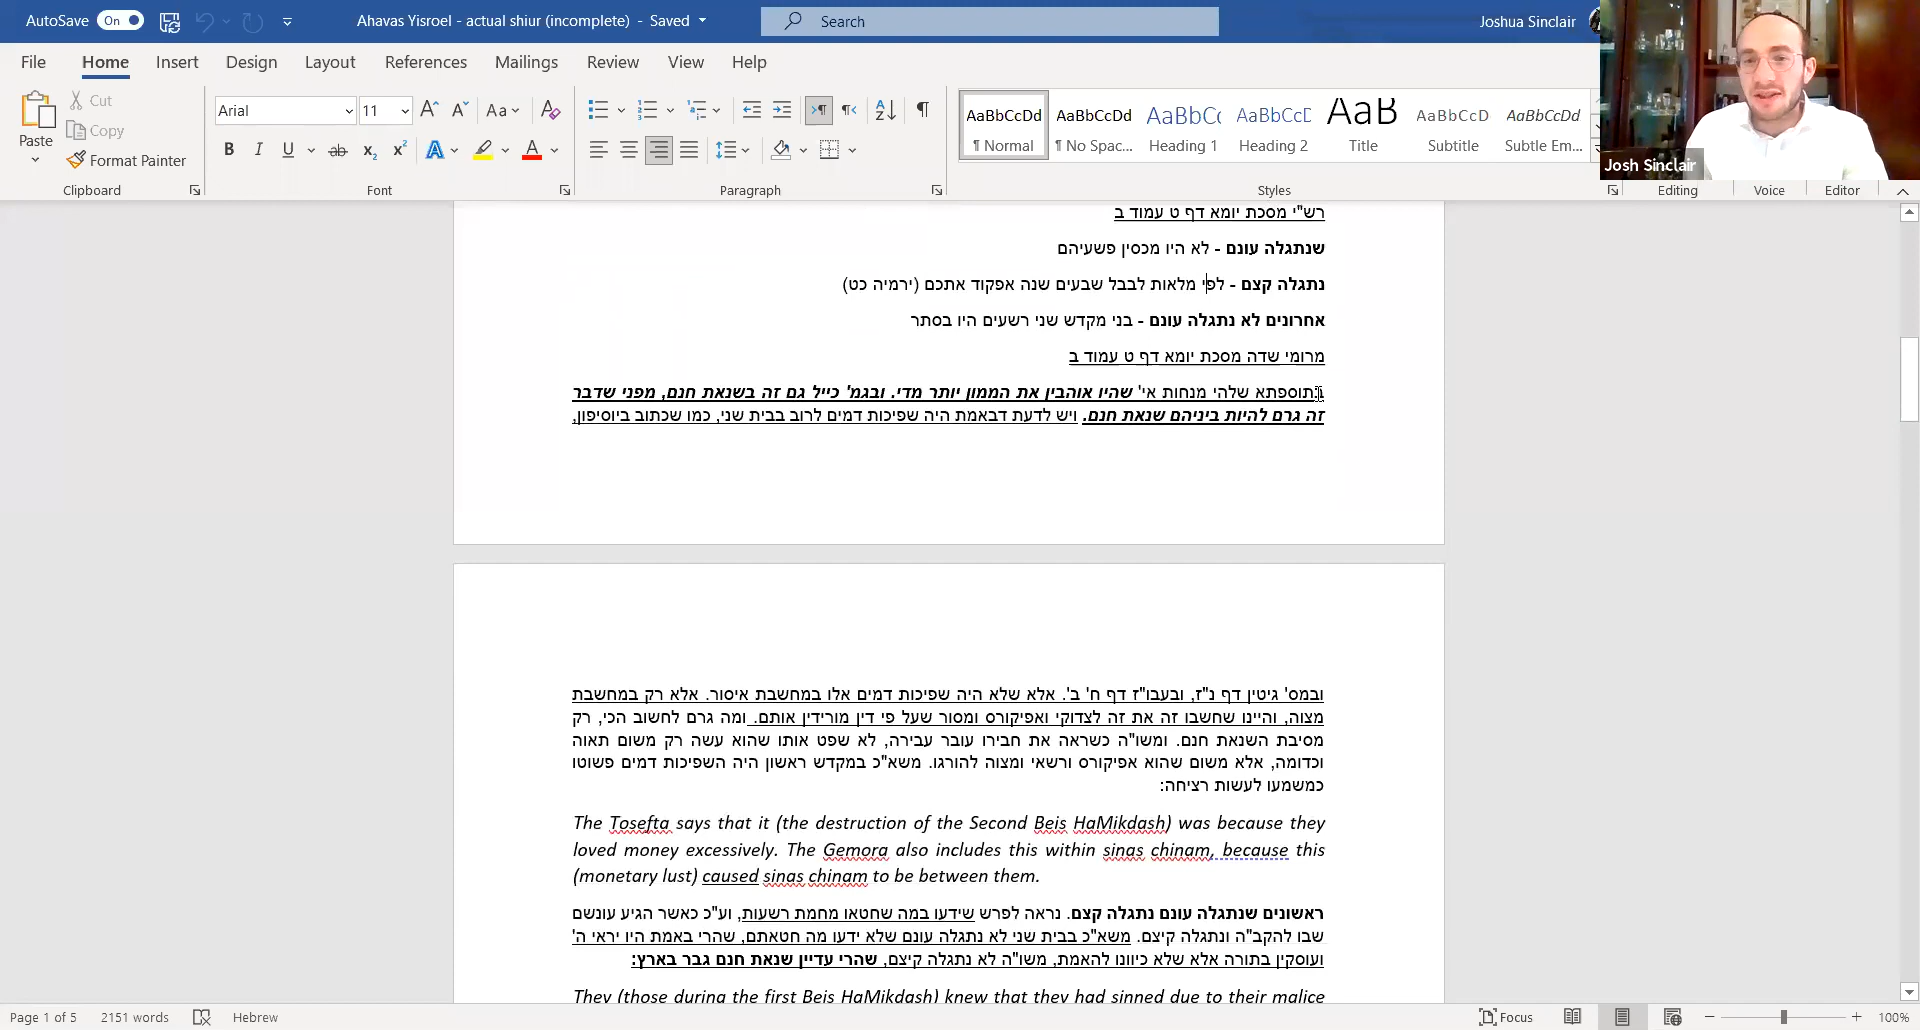 AutoSave On Ahavas Yisroel - actual shiur (incomplete) - Saved Search Joshua Sinclair
File Home Insert Design Layout References Mailings Review View Help
Paste Cut Copy Format Painter
Arial 11
AaBbCcDd AaBbCcDd AaBbC AaBbCcD AaB AaBbCcD AaBbCcDd
¶ Normal ¶ No Spac... Heading 1 Heading 2 Title Subtitle Subtle Em...
Clipboard Font Paragraph Styles Editing Voice Editor
Josh Sinclair
רש"י מסכת יומא דף ט עמוד ב
שנתגלה עונם - לא היו מכסין פשעיהם
נתגלה קצם - לפי מלאות לבבל שבעים שנה אפקוד אתכם (ירמיה כט)
אחרונים לא נתגלה עונם - בני מקדש שני רשעים היו בסתר
מרומי שדה מסכת יומא דף ט עמוד ב
בתוספתא שלהי מנחות אי' שהיו אוהבין את הממון יותר מדי. ובגמ' כייל גם זה בשנאת חנם, מפני שדבר
זה גרם להיות ביניהם שנאת חנם. ויש לדעת דבאמת היה שפיכות דמים לרוב בבית שני, כמו שכתוב ביוסיפון,
ובמס' גיטין דף נ"ז, ובעבו"ז דף ח' ב'. אלא שלא היה שפיכות דמים אלו במחשבת איסור. אלא רק במחשבת
מצוה, והיינו שחשבו זה את זה לצדוקי ואפיקורס ומסור שעל פי דין מורידין אותם. ומה גרם לחשוב הכי, רק
מסיבת השנאת חנם. ומשו"ה כשראה את חבירו עובר עבירה, לא שפט אותו שהוא עשה רק משום תאוה
וכדומה, אלא משום שהוא אפיקורס ורשאי ומצוה להורגו. משא"כ במקדש ראשון היה השפיכות דמים פשוטו
כמשמעו לעשות רציחה:
The Tosefta says that it (the destruction of the Second Beis HaMikdash) was because they
loved money excessively. The Gemora also includes this within sinas chinam, because this
(monetary lust) caused sinas chinam to be between them.
ראשונים שנתגלה עונם נתגלה קצם. נראה לפרש שידעו במה שחטאו מחמת רשעות, וע"כ כאשר הגיע עונשם
שבו להקב"ה ונתגלה קיצם. משא"כ בבית שני לא נתגלה עונם שלא ידעו מה חטאתם, שהרי באמת היו יראי ה'
ועוסקין בתורה אלא שלא כיוונו להאמת, משו"ה לא נתגלה קיצם, שהרי עדיין שנאת חנם גבר בארץ:
They (those during the first Beis HaMikdash) knew that they had sinned due to their malice
Page 1 of 5 2151 words Hebrew Focus 100%